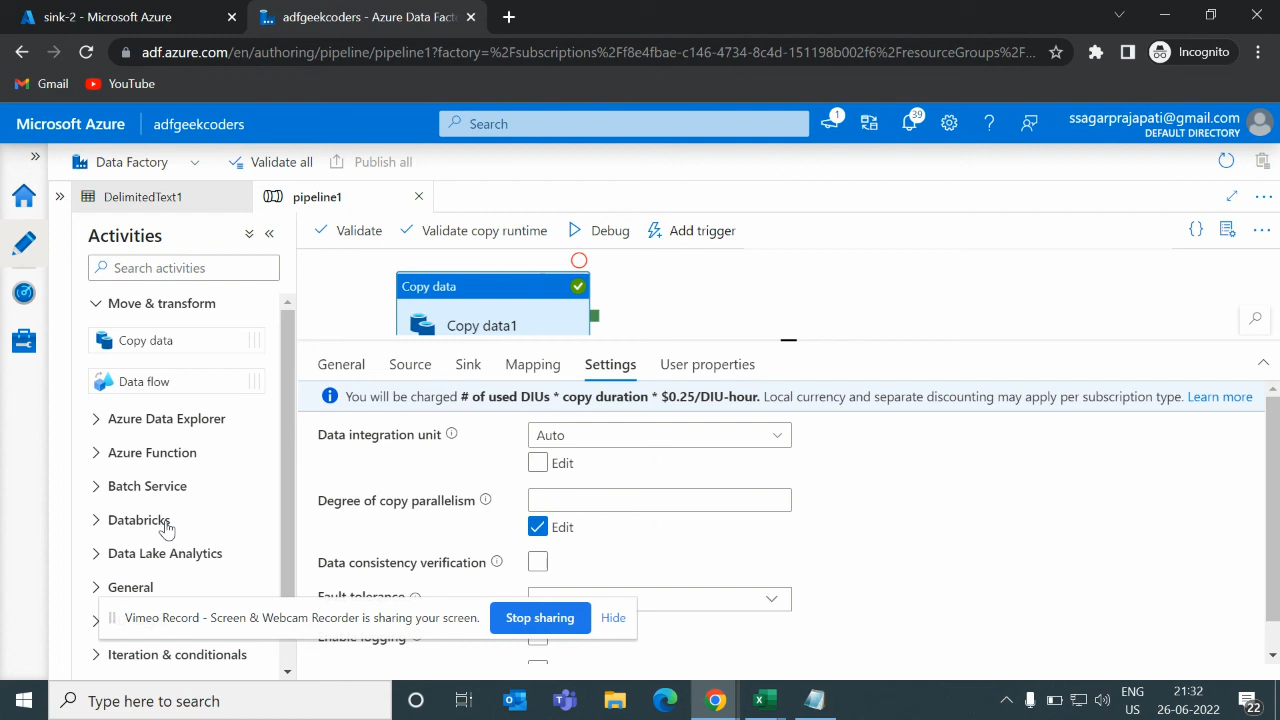 sink-2 - Microsoft Azure
adfgeekcoders - Azure Data Fact
adf.azure.com/en/authoring/pipeline/pipeline1?factory=%2Fsubscriptions%2Ff8e4fbae-c146-4734-8c4d-151198b002f6%2FresourceGroups%2F...
Incognito
Gmail
YouTube
Microsoft Azure
adfgeekcoders
Search
1
39
ssagarprajapati@gmail.com
DEFAULT DIRECTORY
Data Factory
Validate all
Publish all
DelimitedText1
pipeline1
Activities
Validate
Validate copy runtime
Debug
Add trigger
Search activities
Move & transform
Copy data
Data flow
Azure Data Explorer
Azure Function
Batch Service
Databricks
Data Lake Analytics
General
Iteration & conditionals
Copy data
Copy data1
General
Source
Sink
Mapping
Settings
User properties
You will be charged # of used DIUs * copy duration * $0.25/DIU-hour. Local currency and separate discounting may apply per subscription type. Learn more
Data integration unit
Auto
Edit
Degree of copy parallelism
Edit
Data consistency verification
Fault tolerance
Vimeo Record - Screen & Webcam Recorder is sharing your screen.
Stop sharing
Hide
Enable logging
Type here to search
ENG
US
21:32
26-06-2022
22